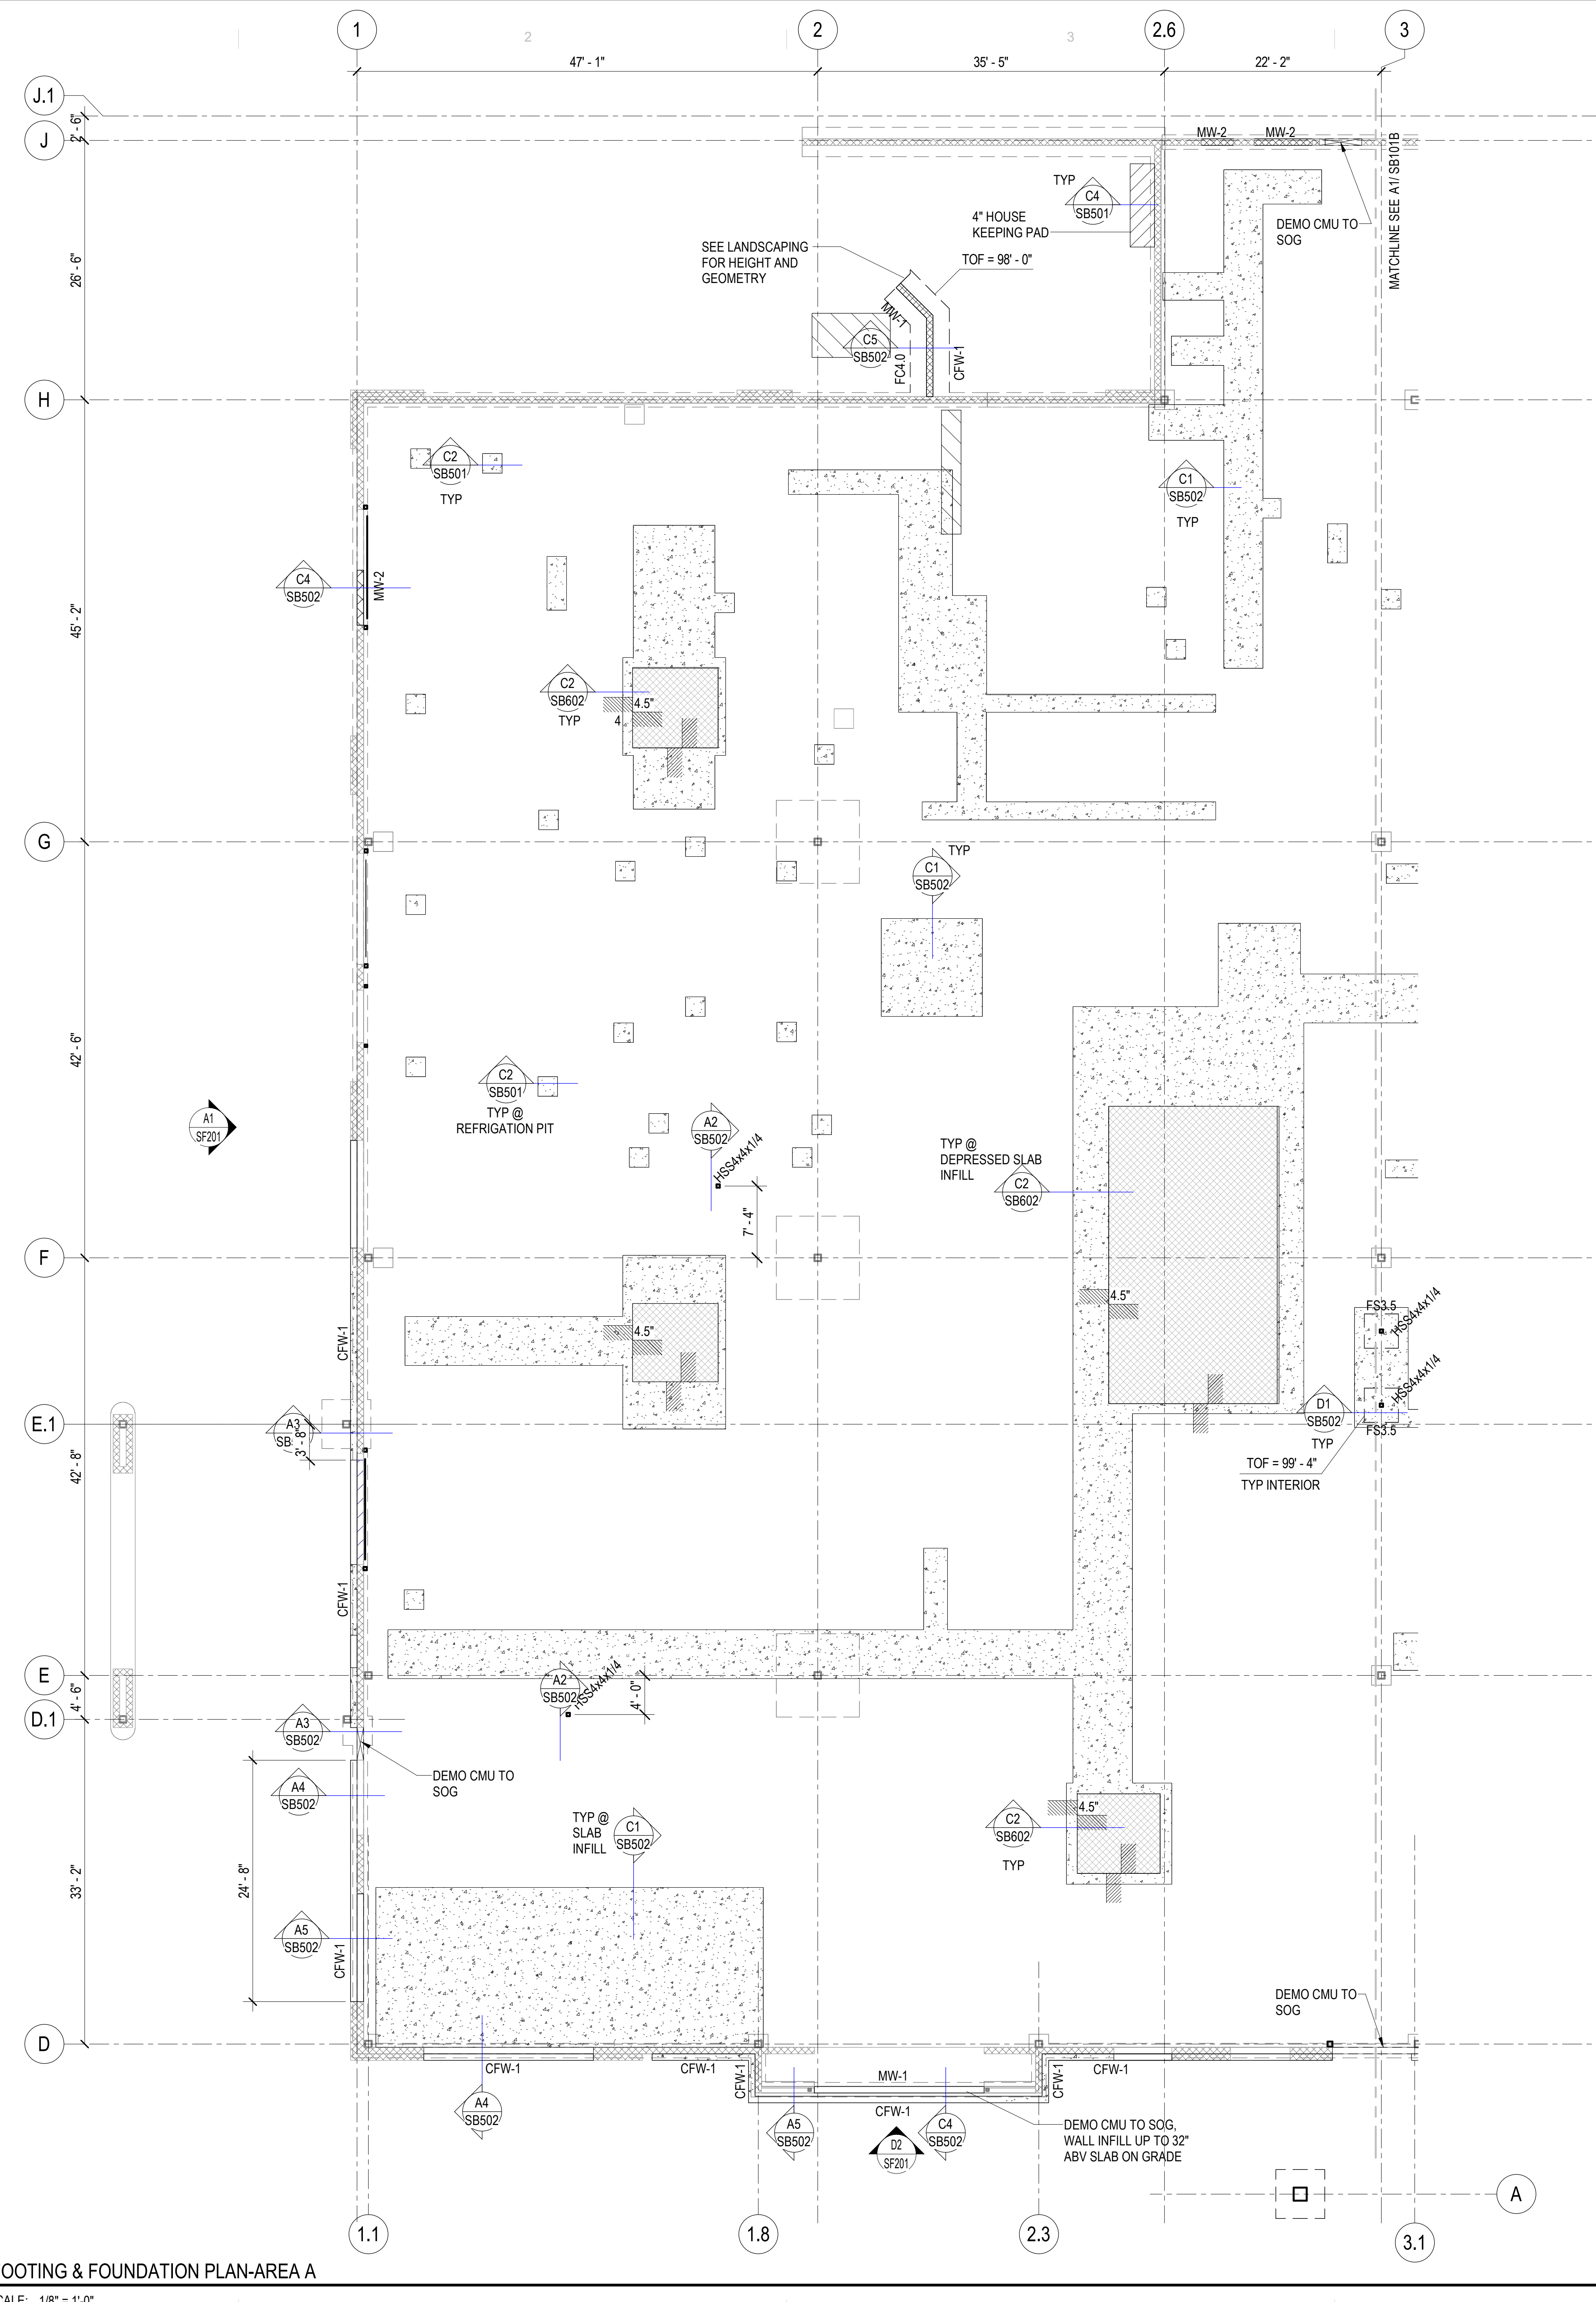 1
2
2.6
3
2
3
47' - 1"
35' - 5"
22' - 2"
J.1
2' - 6"
J
MW-2
MW-2
MATCHLINE SEE A1/ SB101B
TYP
C4
SB501
4" HOUSE
KEEPING PAD
DEMO CMU TO
SOG
SEE LANDSCAPING
FOR HEIGHT AND
GEOMETRY
TOF = 98' - 0"
26' - 6"
MW-1
C5
SB502
FC4.0
CFW-1
H
C2
SB501
TYP
C1
SB502
TYP
C4
SB502
MW-2
45' - 2"
C2
SB602
TYP
4.5"
4
G
TYP
C1
SB502
42' - 6"
C2
SB501
TYP @
REFRIGATION PIT
A1
SF201
A2
SB502
HSS4x4x1/4
7' - 4"
TYP @
DEPRESSED SLAB
INFILL
C2
SB602
F
4.5"
4.5"
FS3.5
HSS4x4x1/4
HSS4x4x1/4
FS3.5
CFW-1
E.1
A3
SB
3' - 8"
D1
SB502
TYP
TOF = 99' - 4"
TYP INTERIOR
42' - 8"
CFW-1
E
A2
SB502
HSS4x4x1/4
4' - 0"
4' - 6"
D.1
A3
SB502
DEMO CMU TO
SOG
A4
SB502
TYP @
SLAB
INFILL
C1
SB502
4.5"
C2
SB602
TYP
33' - 2"
24' - 8"
A5
SB502
CFW-1
DEMO CMU TO
SOG
D
CFW-1
CFW-1
CFW-1
MW-1
CFW-1
CFW-1
CFW-1
A4
SB502
A5
SB502
D2
SF201
C4
SB502
DEMO CMU TO SOG,
WALL INFILL UP TO 32"
ABV SLAB ON GRADE
A
1.1
1.8
2.3
3.1
OOTING & FOUNDATION PLAN-AREA A
CALE: 1/8" = 1'-0"